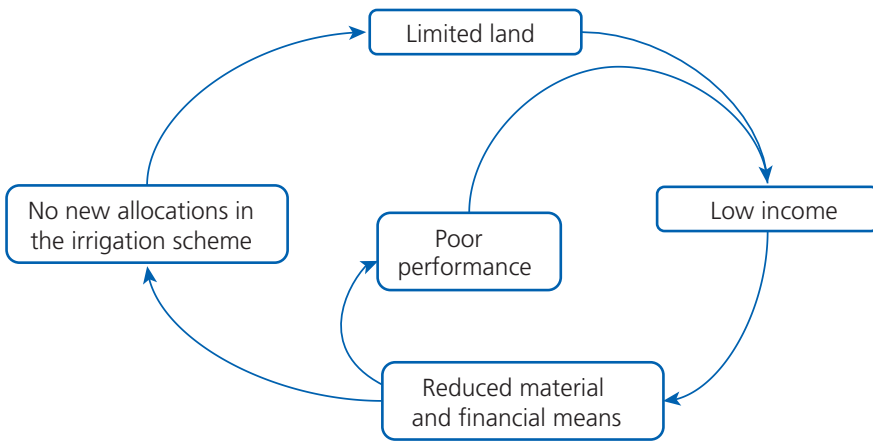 Limited land
No new allocations in
the irrigation scheme
Poor
performance
Low income
Reduced material
and financial means